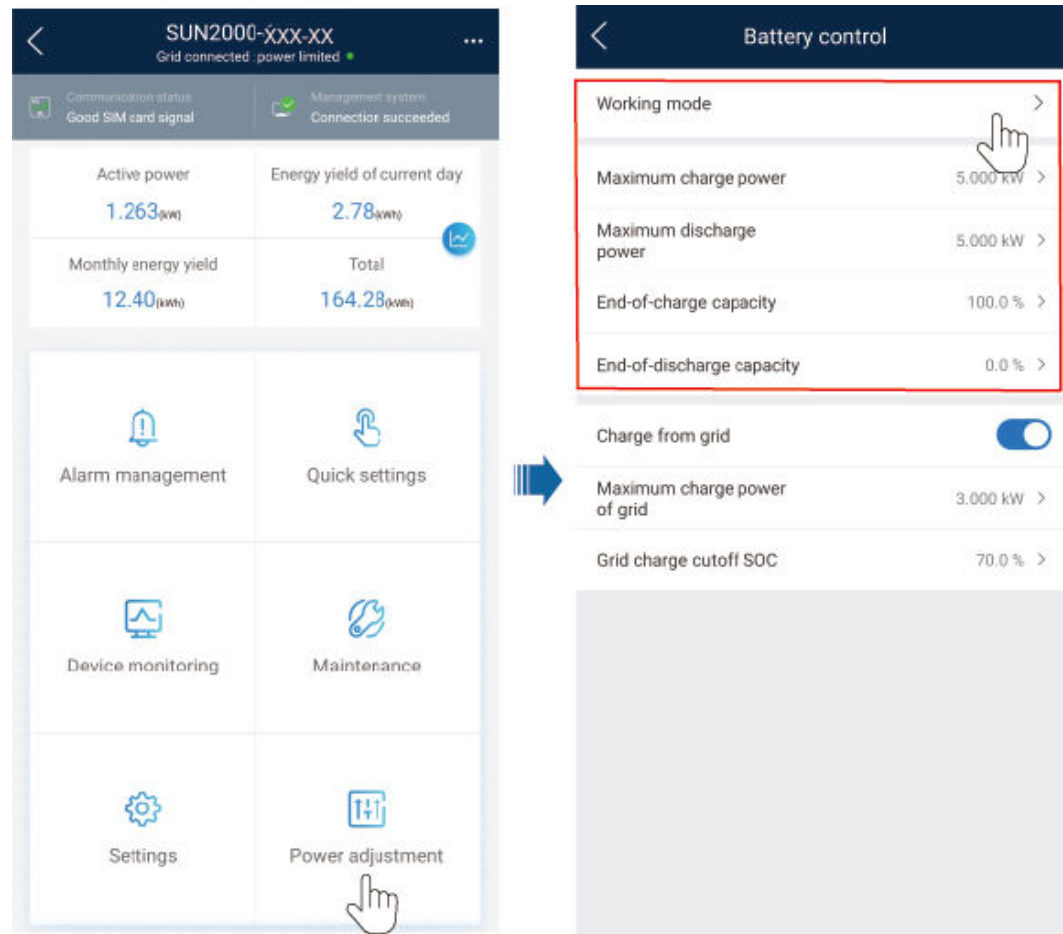 SUN2000-XXX-XX
Grid connected :power limited
Communication status
Good SIM card signal
Management system
Connection succeeded
Active power
1.263(kW)
Energy yield of current day
2.78(kWh)
Monthly energy yield
12.40(kWh)
Total
164.28(kWh)
Alarm management
Quick settings
Device monitoring
Maintenance
Settings
Power adjustment
Battery control
Working mode
Maximum charge power
5.000 kW
Maximum discharge
power
5.000 kW
End-of-charge capacity
100.0 %
End-of-discharge capacity
0.0 %
Charge from grid
Maximum charge power
of grid
3.000 kW
Grid charge cutoff SOC
70.0 %